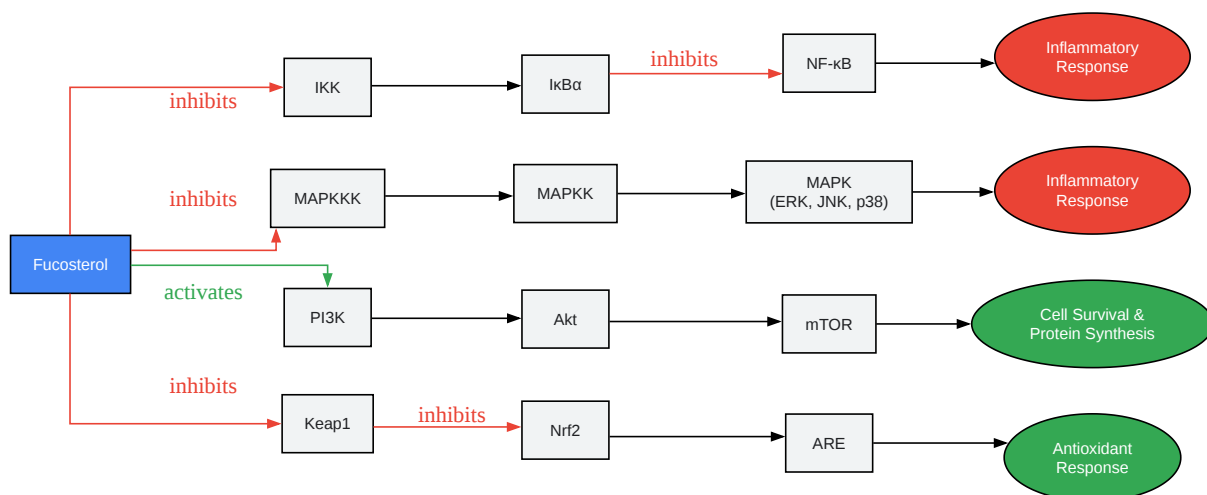 inhibits
IKK
IκBα
inhibits
NF-κB
Inflammatory
Response
inhibits
MAPKKK
MAPKK
MAPK
(ERK, JNK, p38)
Inflammatory
Response
Fucosterol
activates
PI3K
Akt
mTOR
Cell Survival &
Protein Synthesis
inhibits
Keap1
inhibits
Nrf2
ARE
Antioxidant
Response